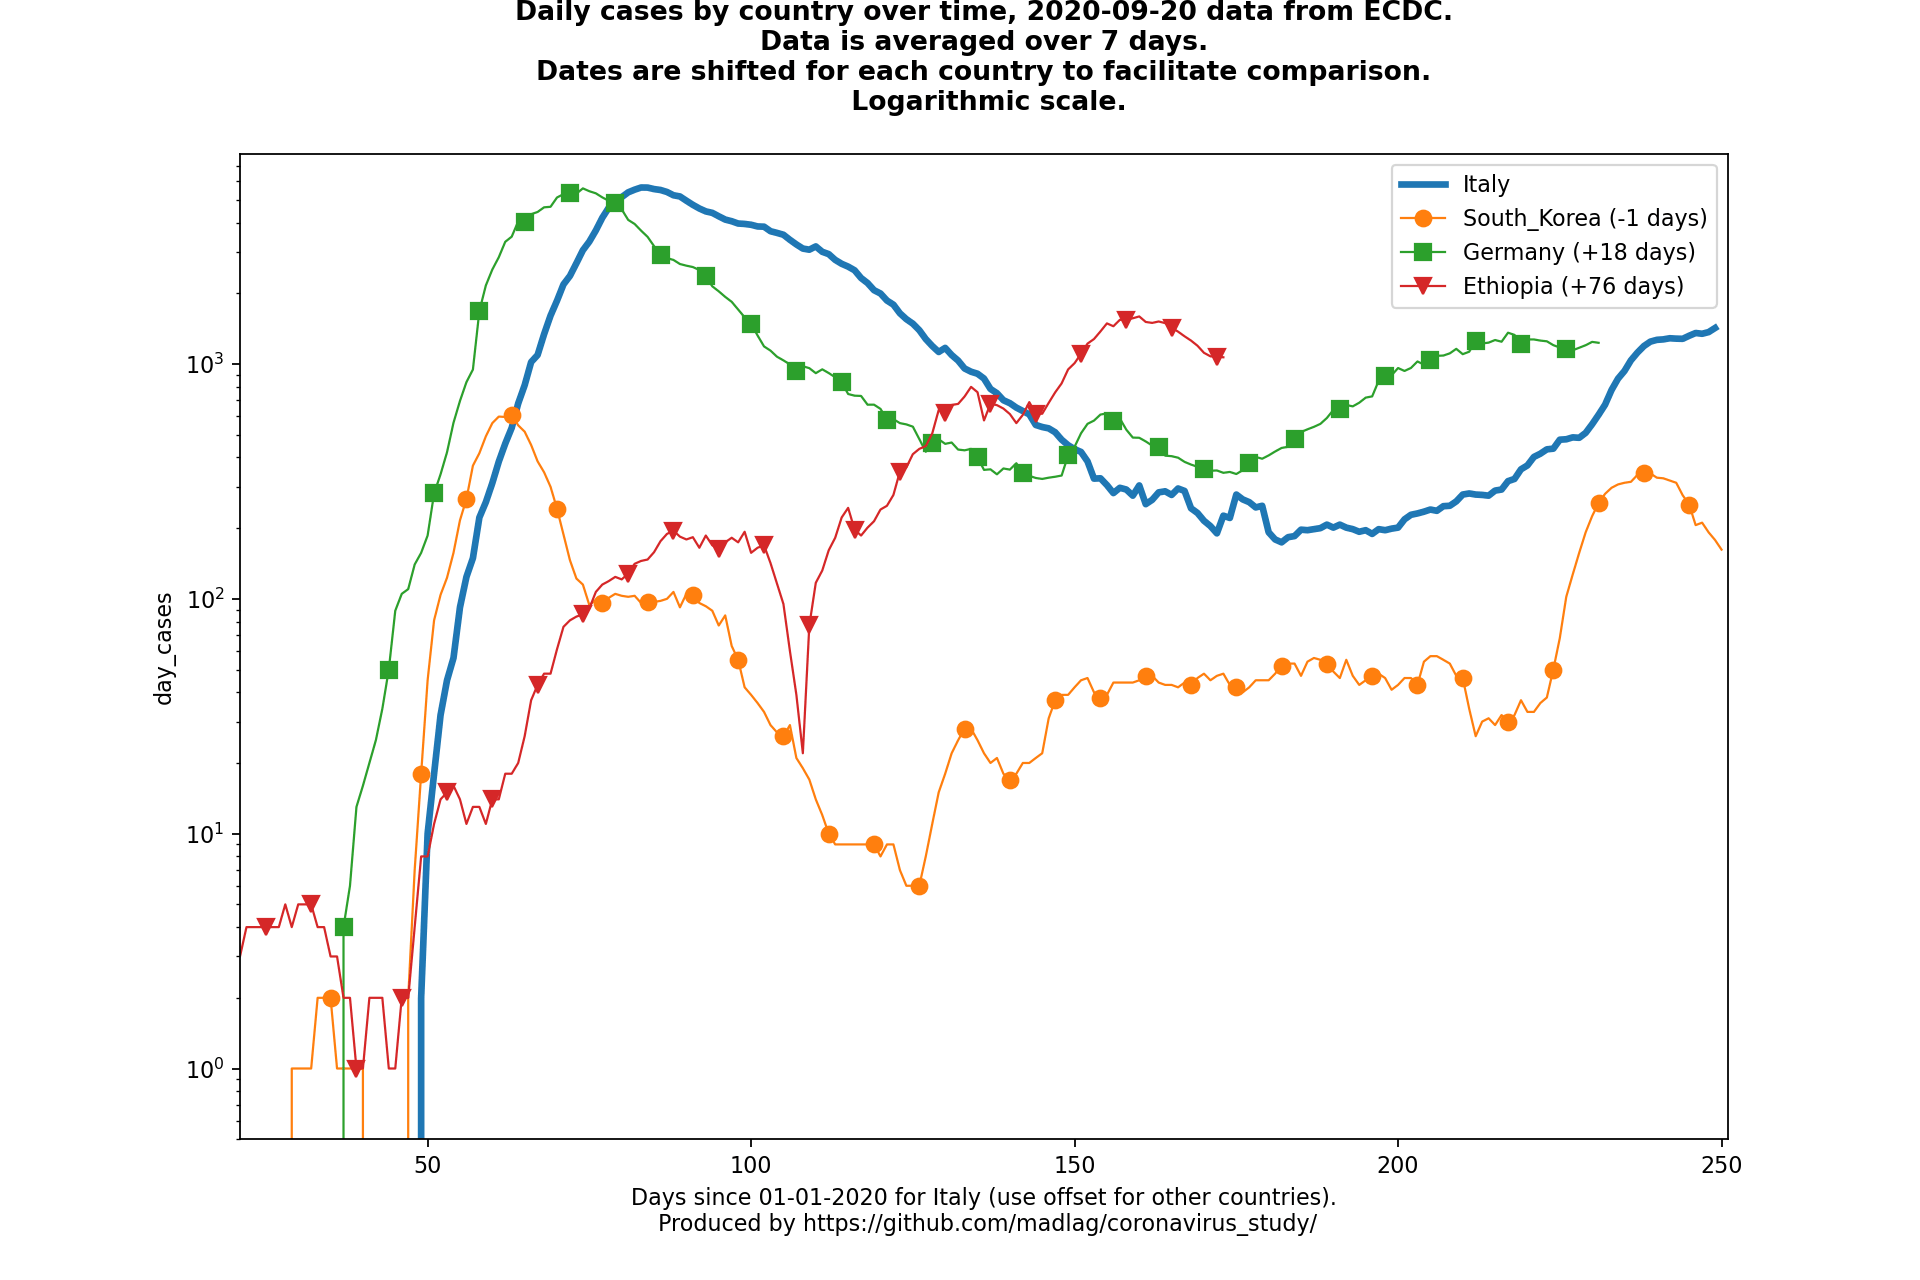 Daily cases by country over time, 2020-09-20 data from ECDC.
Data is averaged over 7 days.
Dates are shifted for each country to facilitate comparison.
Logarithmic scale.
Italy
South_Korea (-1 days)
Germany (+18 days)
Ethiopia (+76 days)
day_cases
10³
10²
10¹
10⁰
50
100
150
200
250
Days since 01-01-2020 for Italy (use offset for other countries).
Produced by https://github.com/madlag/coronavirus_study/